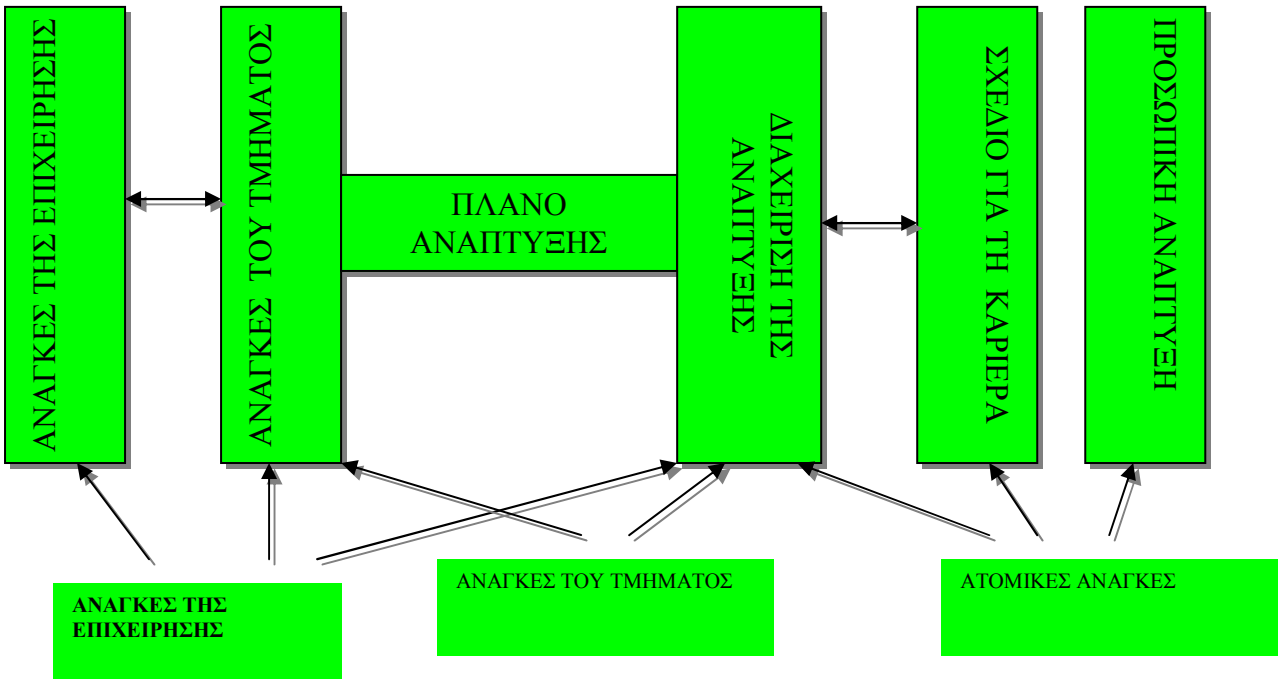 ΑΝΑΓΚΕΣ ΤΗΣ ΕΠΙΧΕΙΡΗΣΗΣ
ΑΝΑΓΚΕΣ ΤΟΥ ΤΜΗΜΑΤΟΣ
ΠΛΑΝΟ
ΑΝΑΠΤΥΞΗΣ
ΔΙΑΧΕΙΡΙΣΗ ΤΗΣ
ΑΝΑΠΤΥΞΗΣ
ΣΧΕΔΙΟ ΓΙΑ ΤΗ ΚΑΡΙΕΡΑ
ΠΡΟΣΩΠΙΚΗ ΑΝΑΠΤΥΞΗ
ΑΝΑΓΚΕΣ ΤΗΣ
ΕΠΙΧΕΙΡΗΣΗΣ
ΑΝΑΓΚΕΣ ΤΟΥ ΤΜΗΜΑΤΟΣ
ΑΤΟΜΙΚΕΣ ΑΝΑΓΚΕΣ